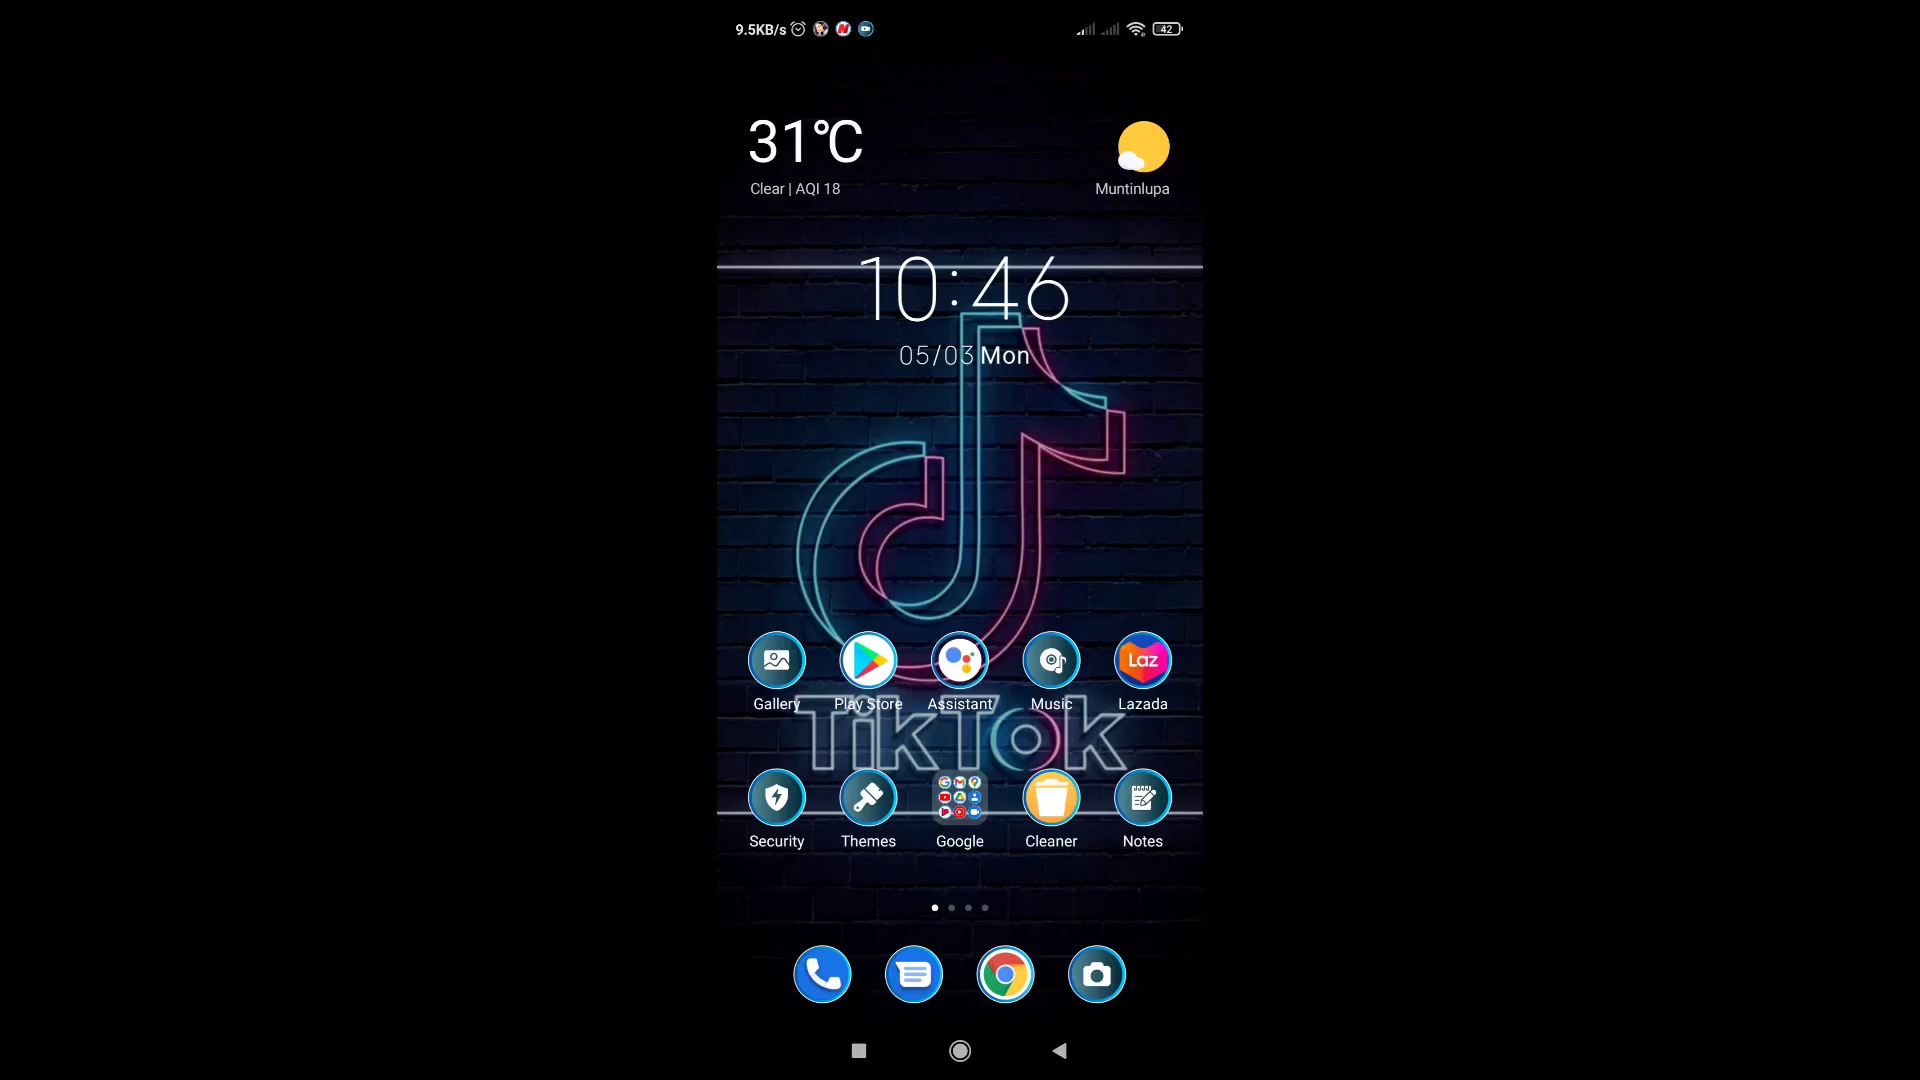 9.5KB/s
42
31℃
Clear | AQI 18
Muntinlupa
10:46
05/03 Mon
Laz
Gallery
Play Store
Assistant
Music
Lazada
TikTok
Security
Themes
Google
Cleaner
Notes